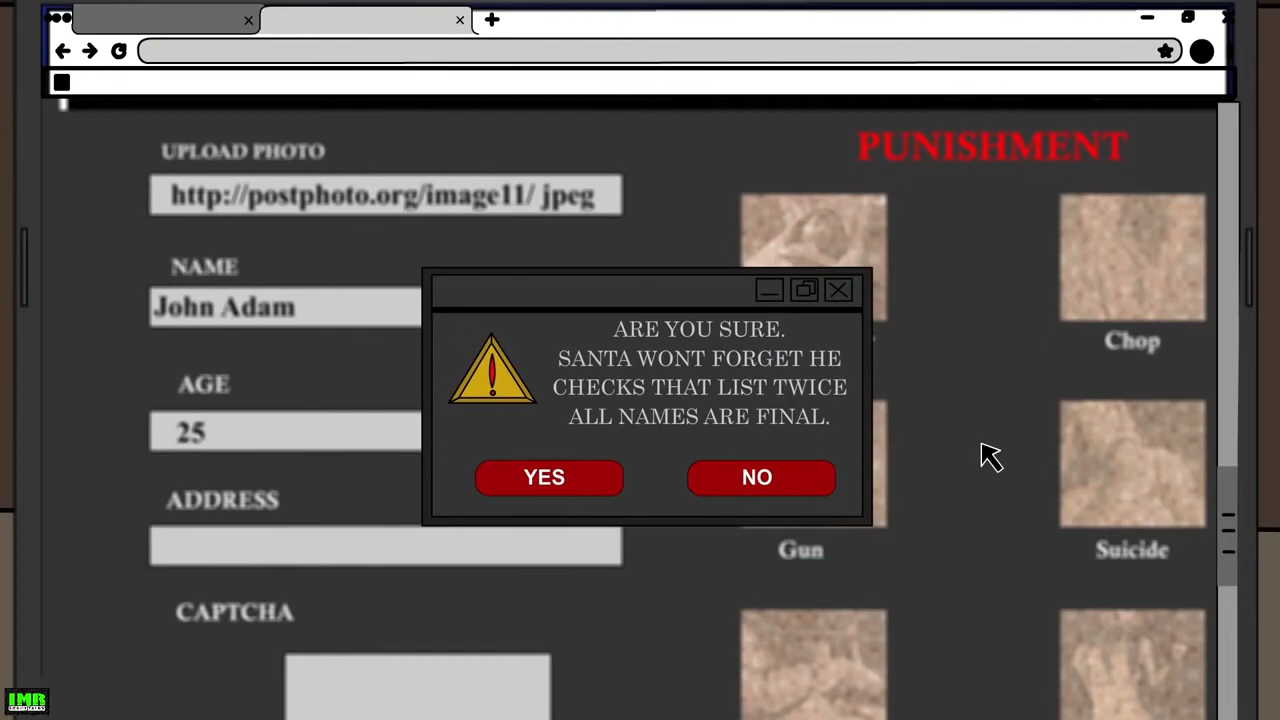 UPLOAD PHOTO
http://postphoto.org/image11/ jpeg
NAME
John Adam
AGE
25
ADDRESS
CAPTCHA
PUNISHMENT
Chop
Gun
Suicide
ARE YOU SURE.
SANTA WONT FORGET HE
CHECKS THAT LIST TWICE
ALL NAMES ARE FINAL.
YES
NO
IMR